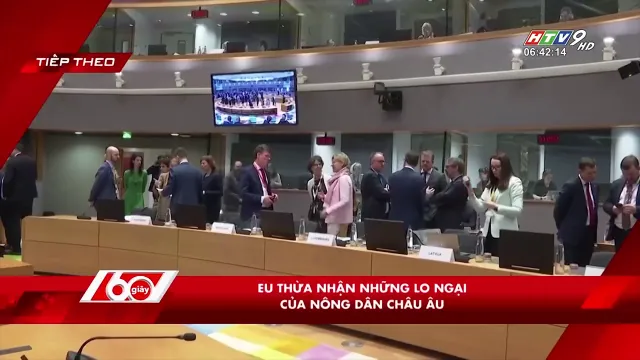 TIẾP THEO
HTV9 HD
06:42:14
LATVIA
60 giây
EU THỪA NHẬN NHỮNG LO NGẠI
CỦA NÔNG DÂN CHÂU ÂU